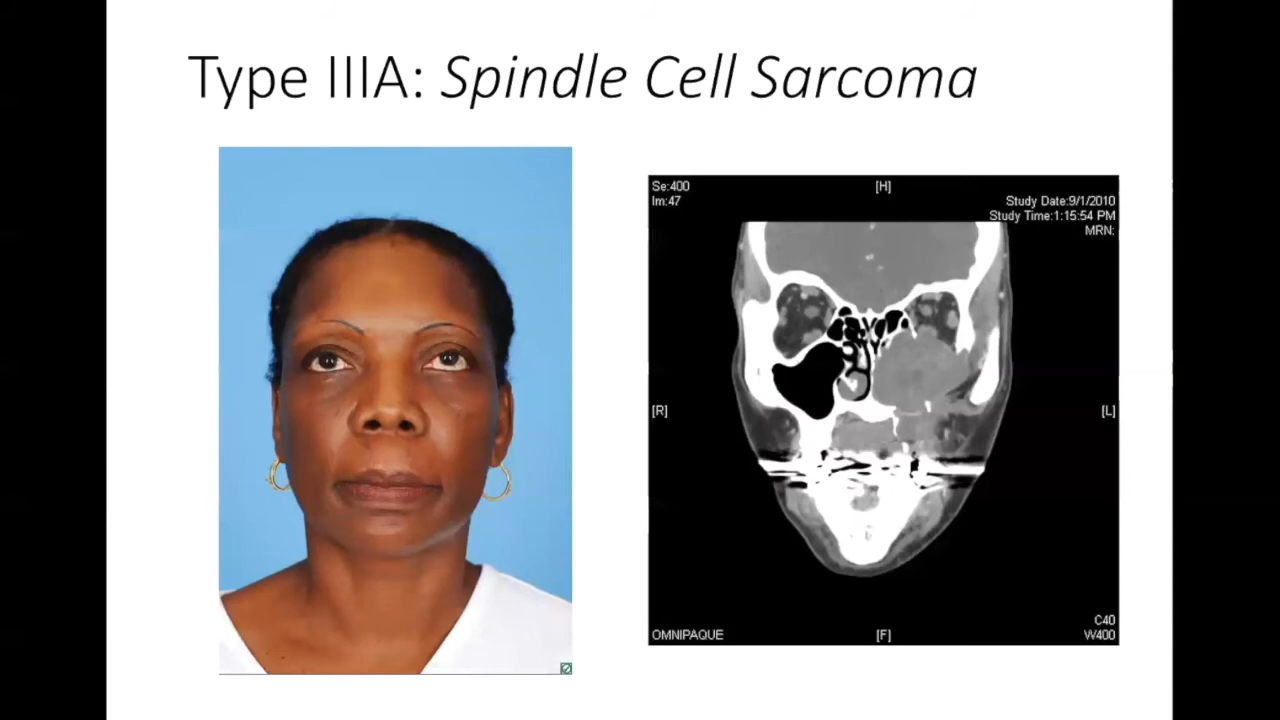 Type IIIA: Spindle Cell Sarcoma
Se:400
Im:47
[H]
Study Date:9/1/2010
Study Time:1:15:54 PM
MRN:
[R]
[L]
OMNIPAQUE
[F]
C40
W400